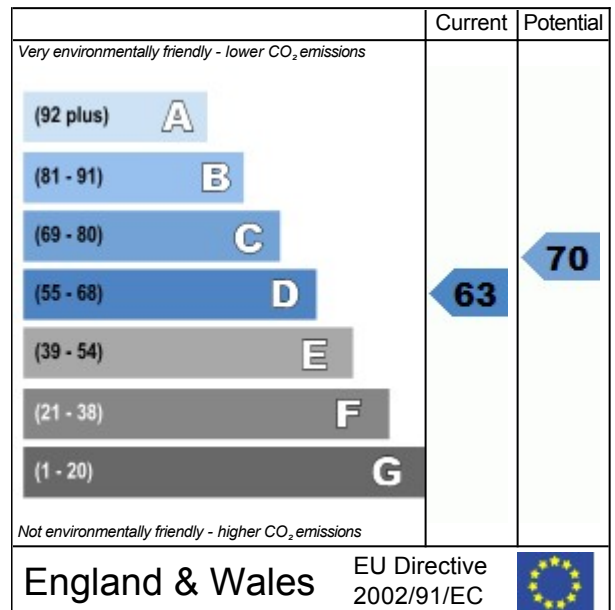 Current Potential
Very environmentally friendly - lower CO₂ emissions
(92 plus) A
(81 - 91) B
(69 - 80) C
70
(55 - 68) D
63
(39 - 54) E
(21 - 38) F
(1 - 20) G
Not environmentally friendly - higher CO₂ emissions
England & Wales
EU Directive
2002/91/EC